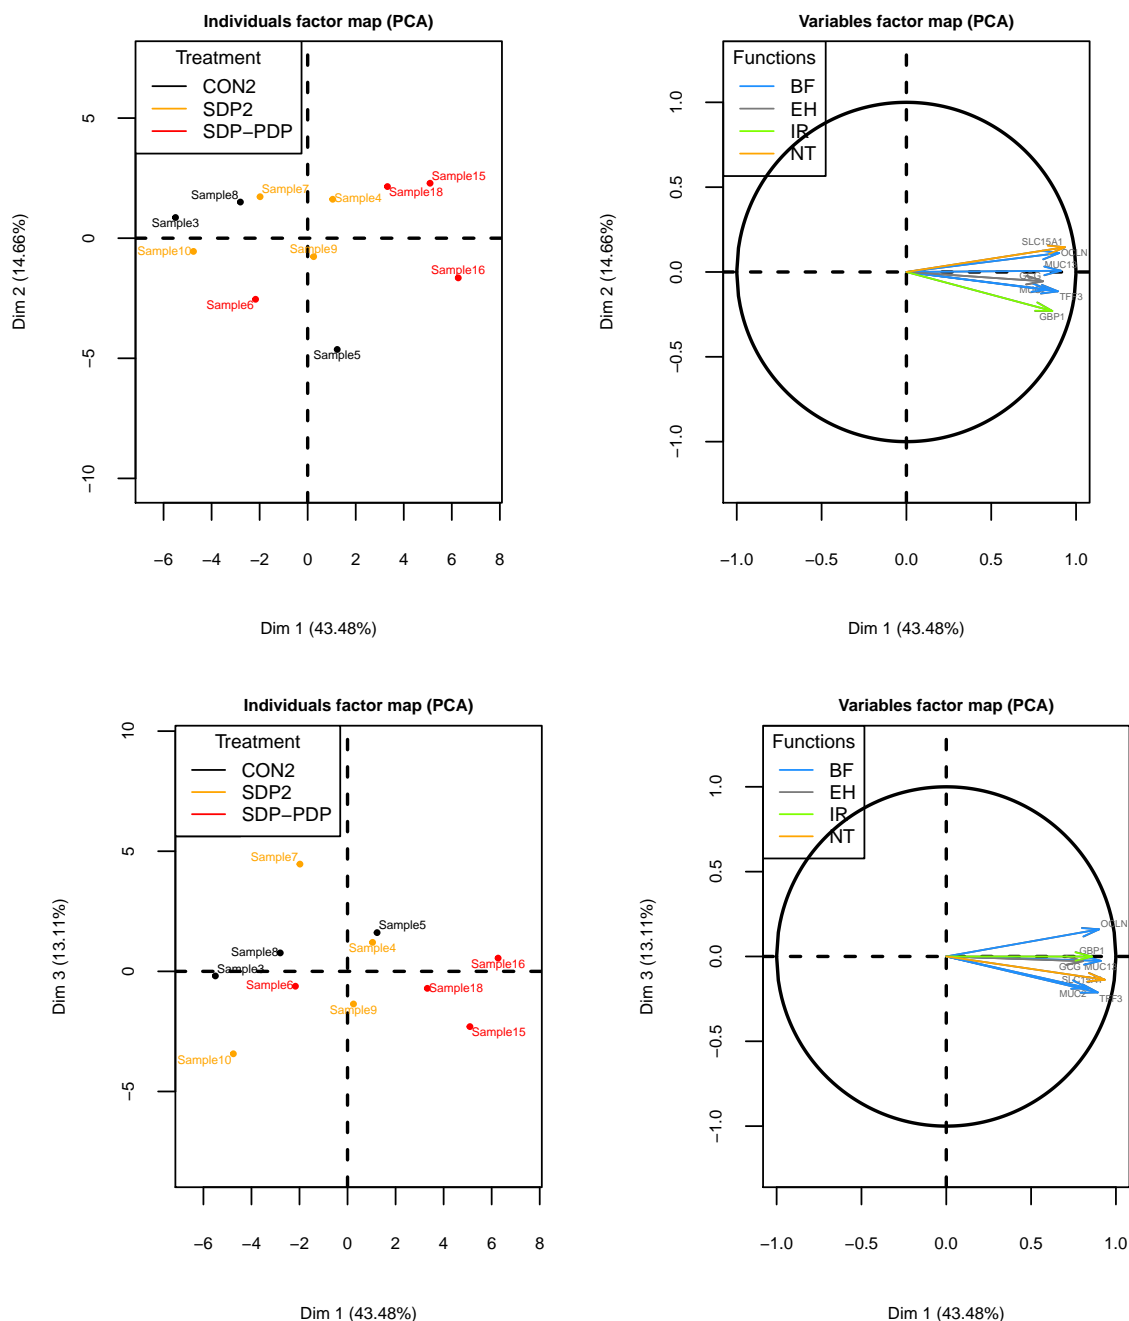 Individuals factor map (PCA)
Treatment
CON2
SDP2
SDP−PDP
Sample15
Sample18
Sample4
Sample7
Sample8
Sample3
Sample10
Sample9
Sample16
Sample6
Sample5
5
0
−5
−10
Dim 2 (14.66%)
−6 −4 −2 0 2 4 6 8
Dim 1 (43.48%)
Variables factor map (PCA)
Functions
BF
EH
IR
NT
SLC15A1
OCLN
MUC13
GCG
TFF3
GBP1
1.0
0.5
0.0
−0.5
−1.0
Dim 2 (14.66%)
−1.0 −0.5 0.0 0.5 1.0
Dim 1 (43.48%)
Individuals factor map (PCA)
Treatment
CON2
SDP2
SDP−PDP
Sample7
Sample5
Sample4
Sample8
Sample3
Sample16
Sample6
Sample18
Sample9
Sample15
Sample10
10
5
0
−5
Dim 3 (13.11%)
−6 −4 −2 0 2 4 6 8
Dim 1 (43.48%)
Variables factor map (PCA)
Functions
BF
EH
IR
NT
OCLN
GBP1
GCG MUC13
SLC15A1
MUC2
TFF3
1.0
0.5
0.0
−0.5
−1.0
Dim 3 (13.11%)
−1.0 −0.5 0.0 0.5 1.0
Dim 1 (43.48%)